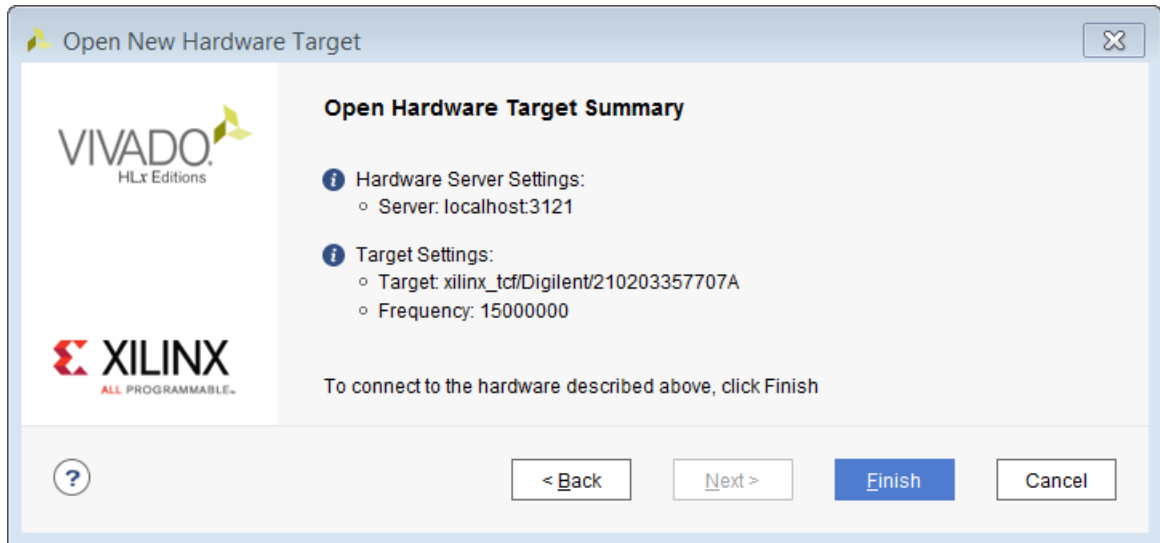 Open New Hardware Target
VIVADO.
HLx Editions
Open Hardware Target Summary
Hardware Server Settings:
Server: localhost:3121
Target Settings:
Target: xilinx_tcf/Digilent/210203357707A
Frequency: 15000000
XILINX
ALL PROGRAMMABLE™
To connect to the hardware described above, click Finish
?
< Back
Next >
Finish
Cancel